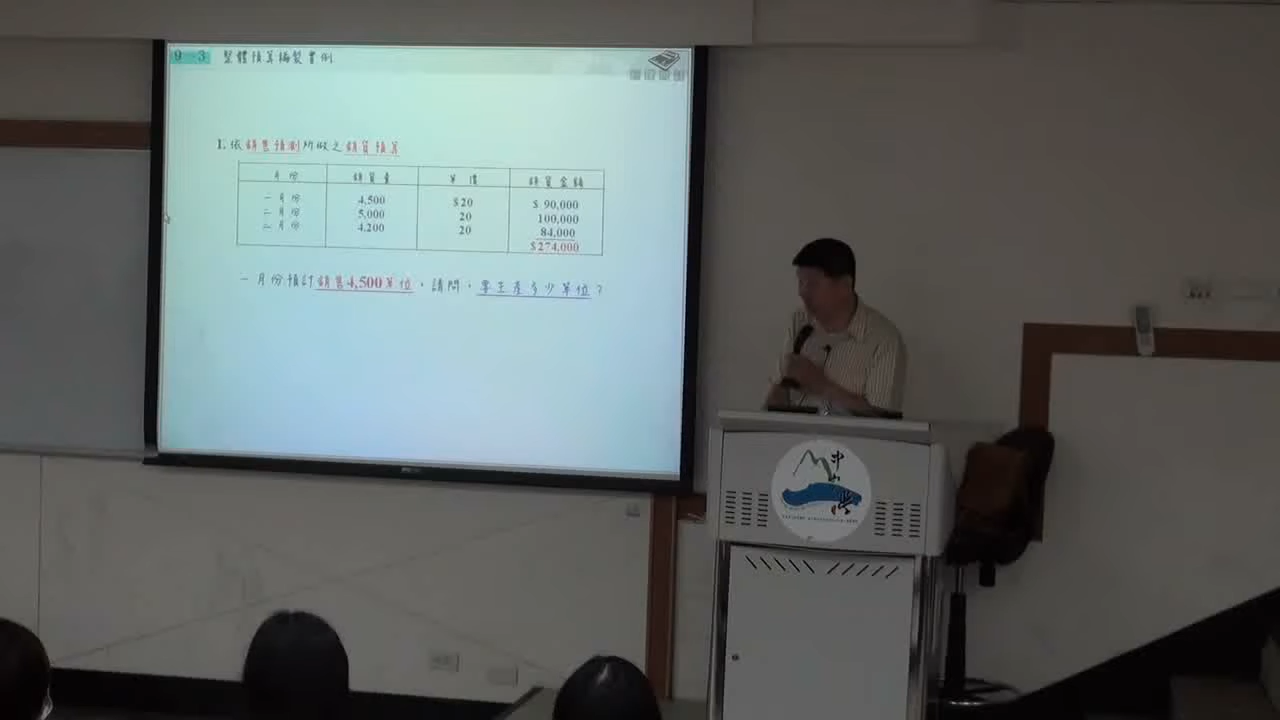 9－3 整體預算編製實例
1.依銷售預測所做之銷貨預算
月份 銷貨量 單價 銷貨金額
一月份 4,500 $20 $ 90,000
二月份 5,000 20 100,000
三月份 4,200 20 84,000
$274,000
一月份預計銷售4,500單位，請問，要生產多少單位？
中山學